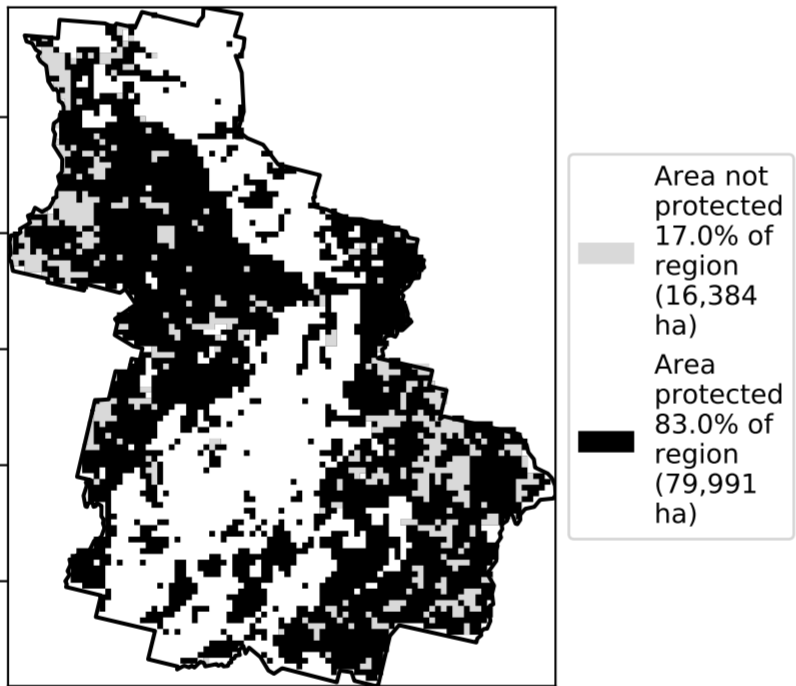 Area not
protected
17.0% of
region
(16,384
ha)
Area
protected
83.0% of
region
(79,991
ha)